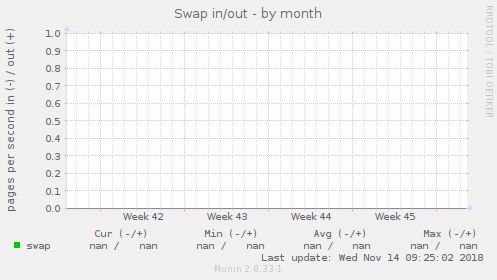 Swap in/out - by month
RRDTOOL / TOBI OETIKER
pages per second in (-) / out (+)
1.0
0.9
0.8
0.7
0.6
0.5
0.4
0.3
0.2
0.1
0.0
Week 42 Week 43 Week 44 Week 45
Cur (-/+) Min (-/+) Avg (-/+) Max (-/+)
swap nan / nan nan / nan nan / nan nan / nan
Last update: Wed Nov 14 09:25:02 2018
Munin 2.0.33-1